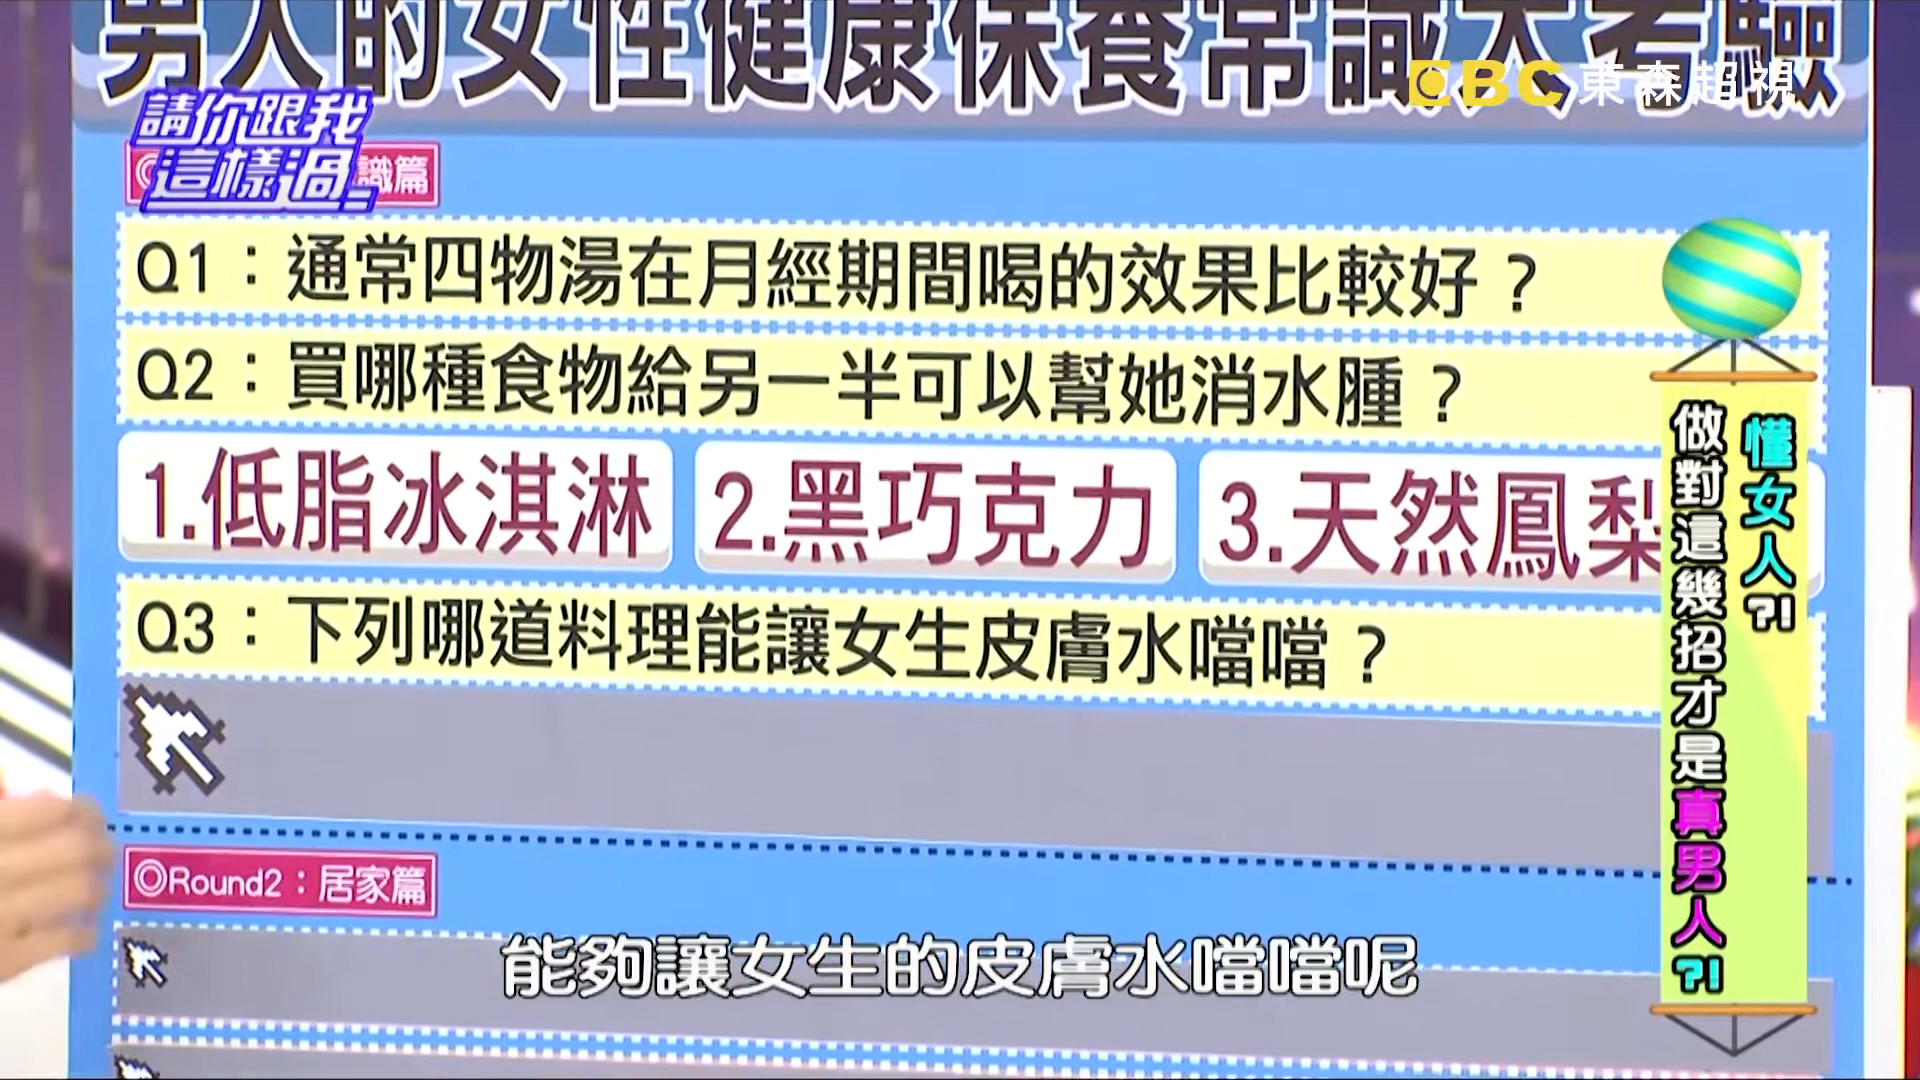 男人的女性健康保養常識大考驗
EBC 東森超視
請你跟我
這樣過
識篇
Q1：通常四物湯在月經期間喝的效果比較好？
Q2：買哪種食物給另一半可以幫她消水腫？
1.低脂冰淇淋
2.黑巧克力
3.天然鳳梨
Q3：下列哪道料理能讓女生皮膚水噹噹？
◎Round2：居家篇
懂女人?!
做對這幾招才是真男人?!
能夠讓女生的皮膚水噹噹呢